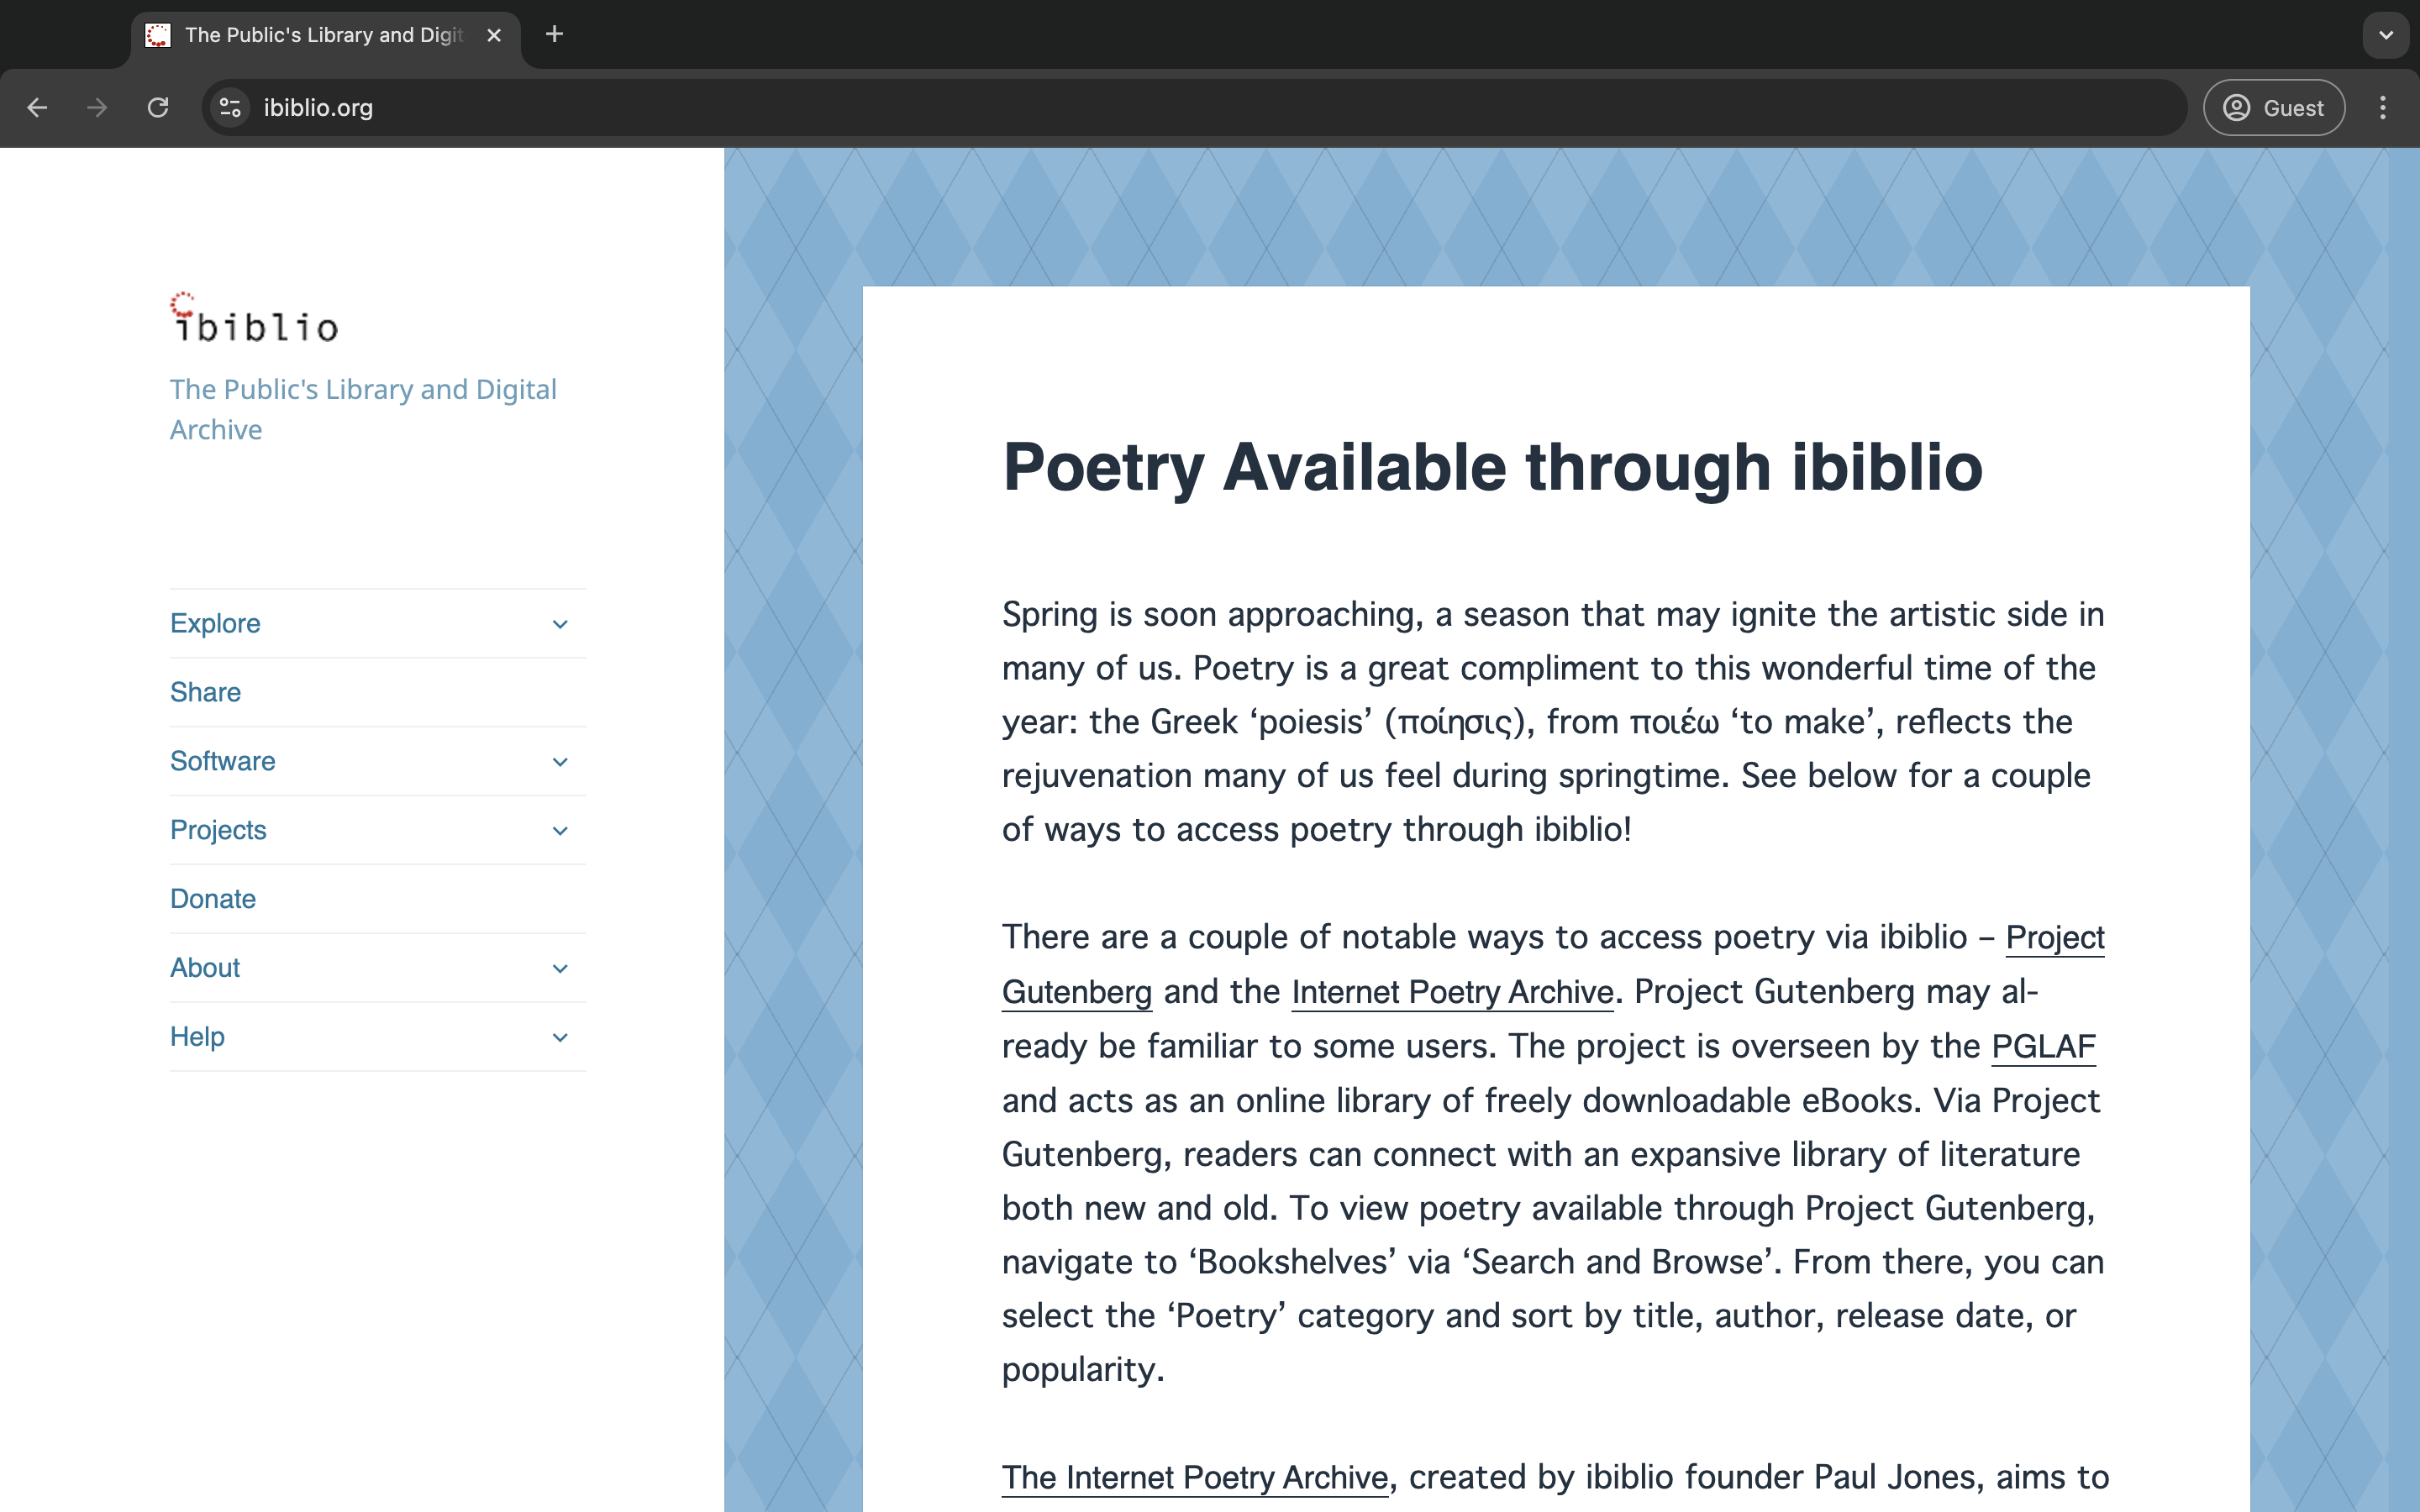 The Public's Library and Digit
ibiblio.org
Guest
ibiblio
The Public's Library and Digital
Archive
Explore
Share
Software
Projects
Donate
About
Help
Poetry Available through ibiblio
Spring is soon approaching, a season that may ignite the artistic side in
many of us. Poetry is a great compliment to this wonderful time of the
year: the Greek ‘poiesis’ (ποίησις), from ποιέω ‘to make’, reflects the
rejuvenation many of us feel during springtime. See below for a couple
of ways to access poetry through ibiblio!
There are a couple of notable ways to access poetry via ibiblio – Project
Gutenberg and the Internet Poetry Archive. Project Gutenberg may al-
ready be familiar to some users. The project is overseen by the PGLAF
and acts as an online library of freely downloadable eBooks. Via Project
Gutenberg, readers can connect with an expansive library of literature
both new and old. To view poetry available through Project Gutenberg,
navigate to ‘Bookshelves’ via ‘Search and Browse’. From there, you can
select the ‘Poetry’ category and sort by title, author, release date, or
popularity.
The Internet Poetry Archive, created by ibiblio founder Paul Jones, aims to